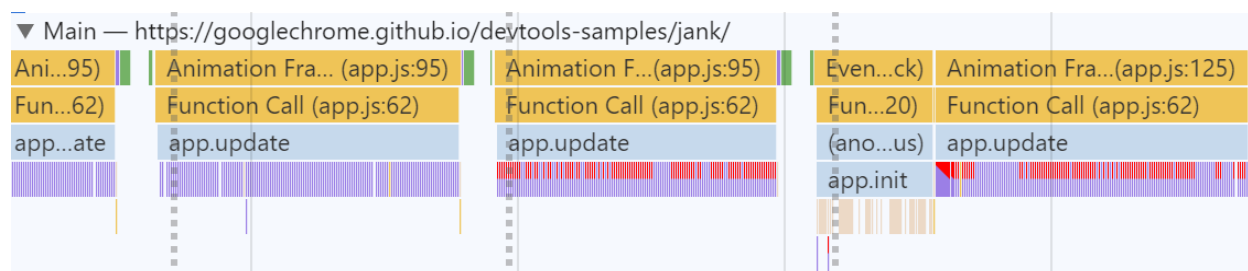 ▼ Main — https://googlechrome.github.io/devtools-samples/jank/
Ani...95) Animation Fra... (app.js:95) Animation F...(app.js:95) Even...ck) Animation Fra...(app.js:125)
Fun...62) Function Call (app.js:62) Function Call (app.js:62) Fun...20) Function Call (app.js:62)
app...ate app.update app.update (ano...us) app.update
app.init